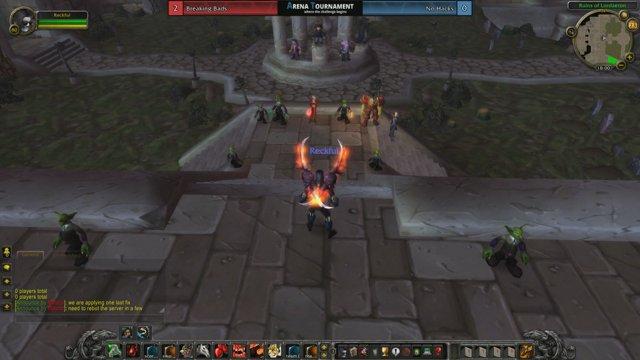 Reckful
2 Breaking Bads
ARENA TOURNAMENT
where the challenge begins
No Hacks 0
Ruins of Lordaeron
Reckful
0 players total
0 players total
we are applying one last fix
need to rebut the server in a few